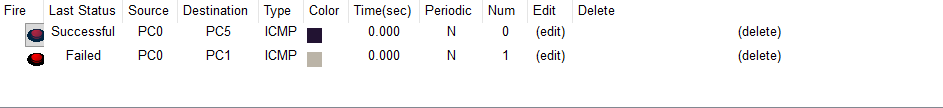 Fire Last Status Source Destination Type Color Time(sec) Periodic Num Edit Delete
Successful PC0 PC5 ICMP 0.000 N 0 (edit) (delete)
Failed PC0 PC1 ICMP 0.000 N 1 (edit) (delete)